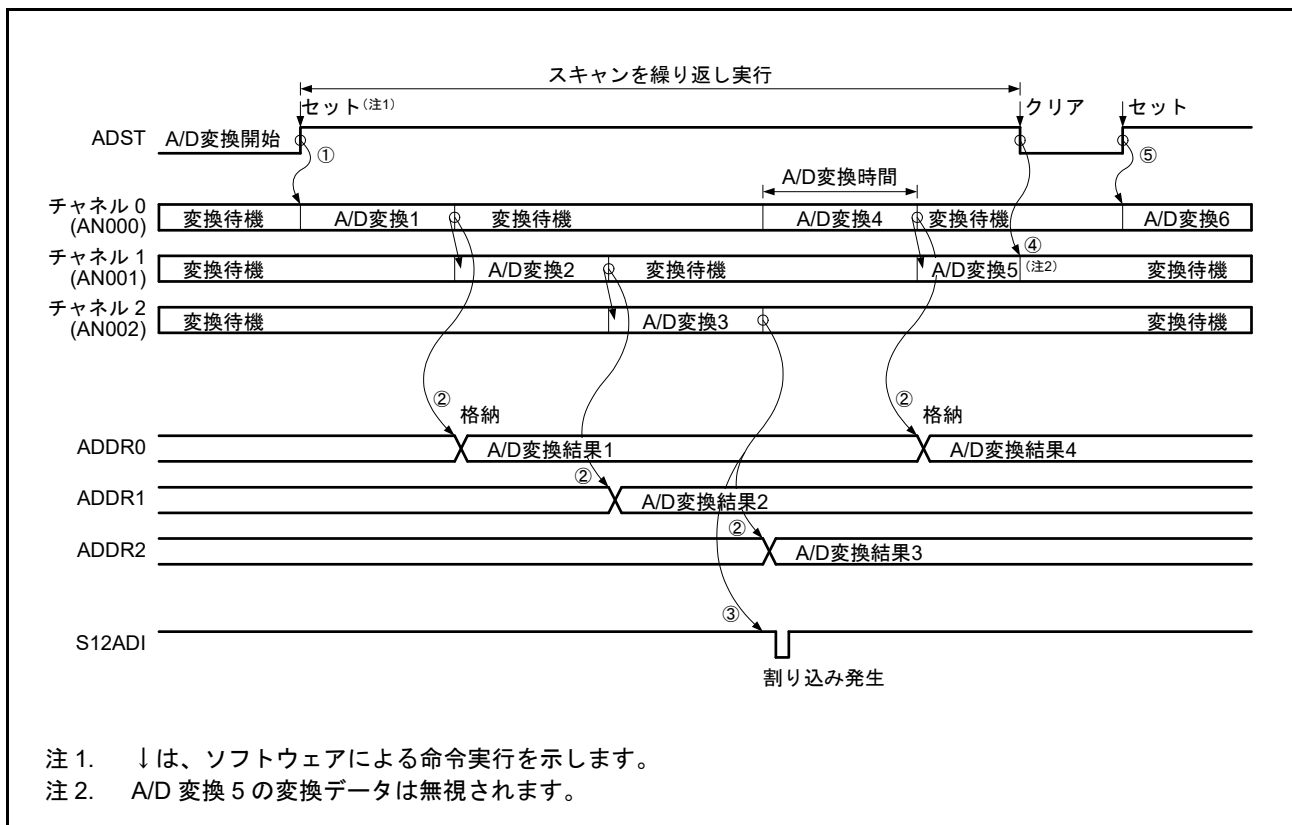 スキャンを繰り返し実行
セット(注1)
クリア
セット
ADST
A/D変換開始
①
⑤
A/D変換時間
チャネル 0
(AN000)
変換待機
A/D変換1
変換待機
A/D変換4
変換待機
A/D変換6
④
チャネル 1
(AN001)
変換待機
A/D変換2
変換待機
A/D変換5
(注2)
変換待機
チャネル 2
(AN002)
変換待機
A/D変換3
変換待機
②
格納
②
格納
ADDR0
A/D変換結果1
A/D変換結果4
②
ADDR1
A/D変換結果2
②
ADDR2
A/D変換結果3
③
S12ADI
割り込み発生
注 1. ↓は、ソフトウェアによる命令実行を示します。
注 2. A/D 変換 5 の変換データは無視されます。